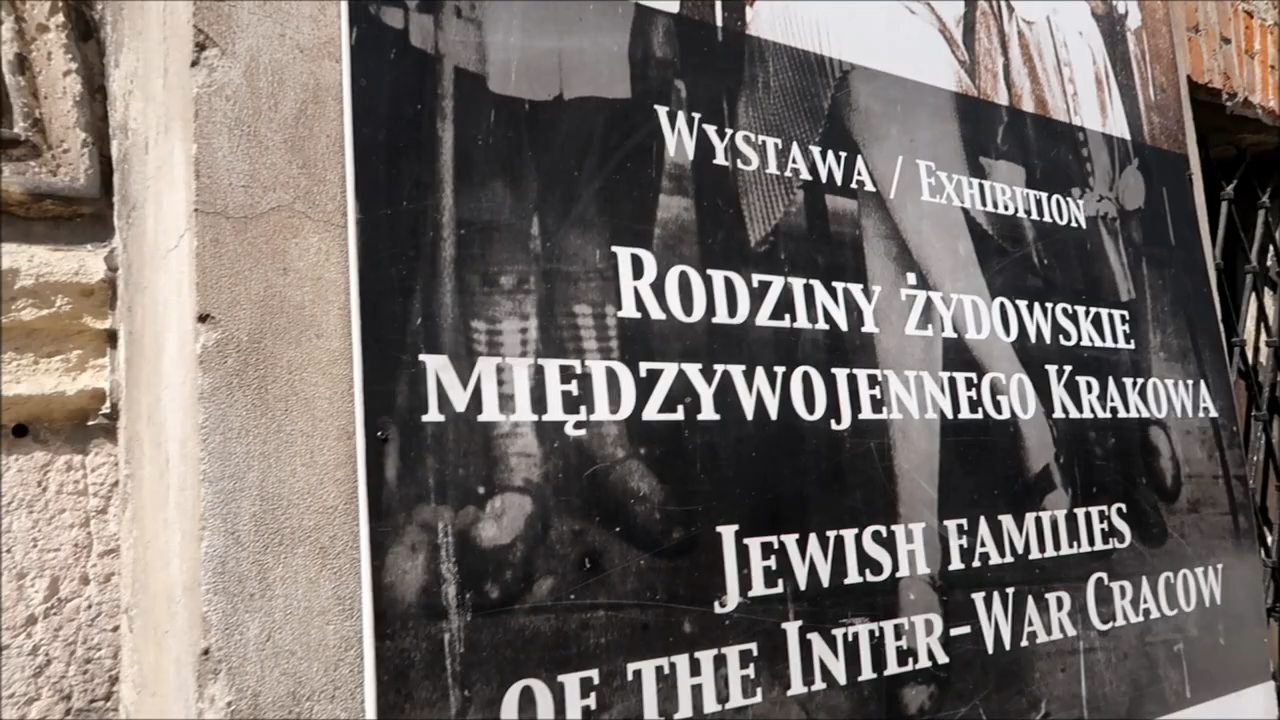 WYSTAWA / EXHIBITION
RODZINY ŻYDOWSKIE
MIĘDZYWOJENNEGO KRAKOWA
JEWISH FAMILIES
OF THE INTER-WAR CRACOW